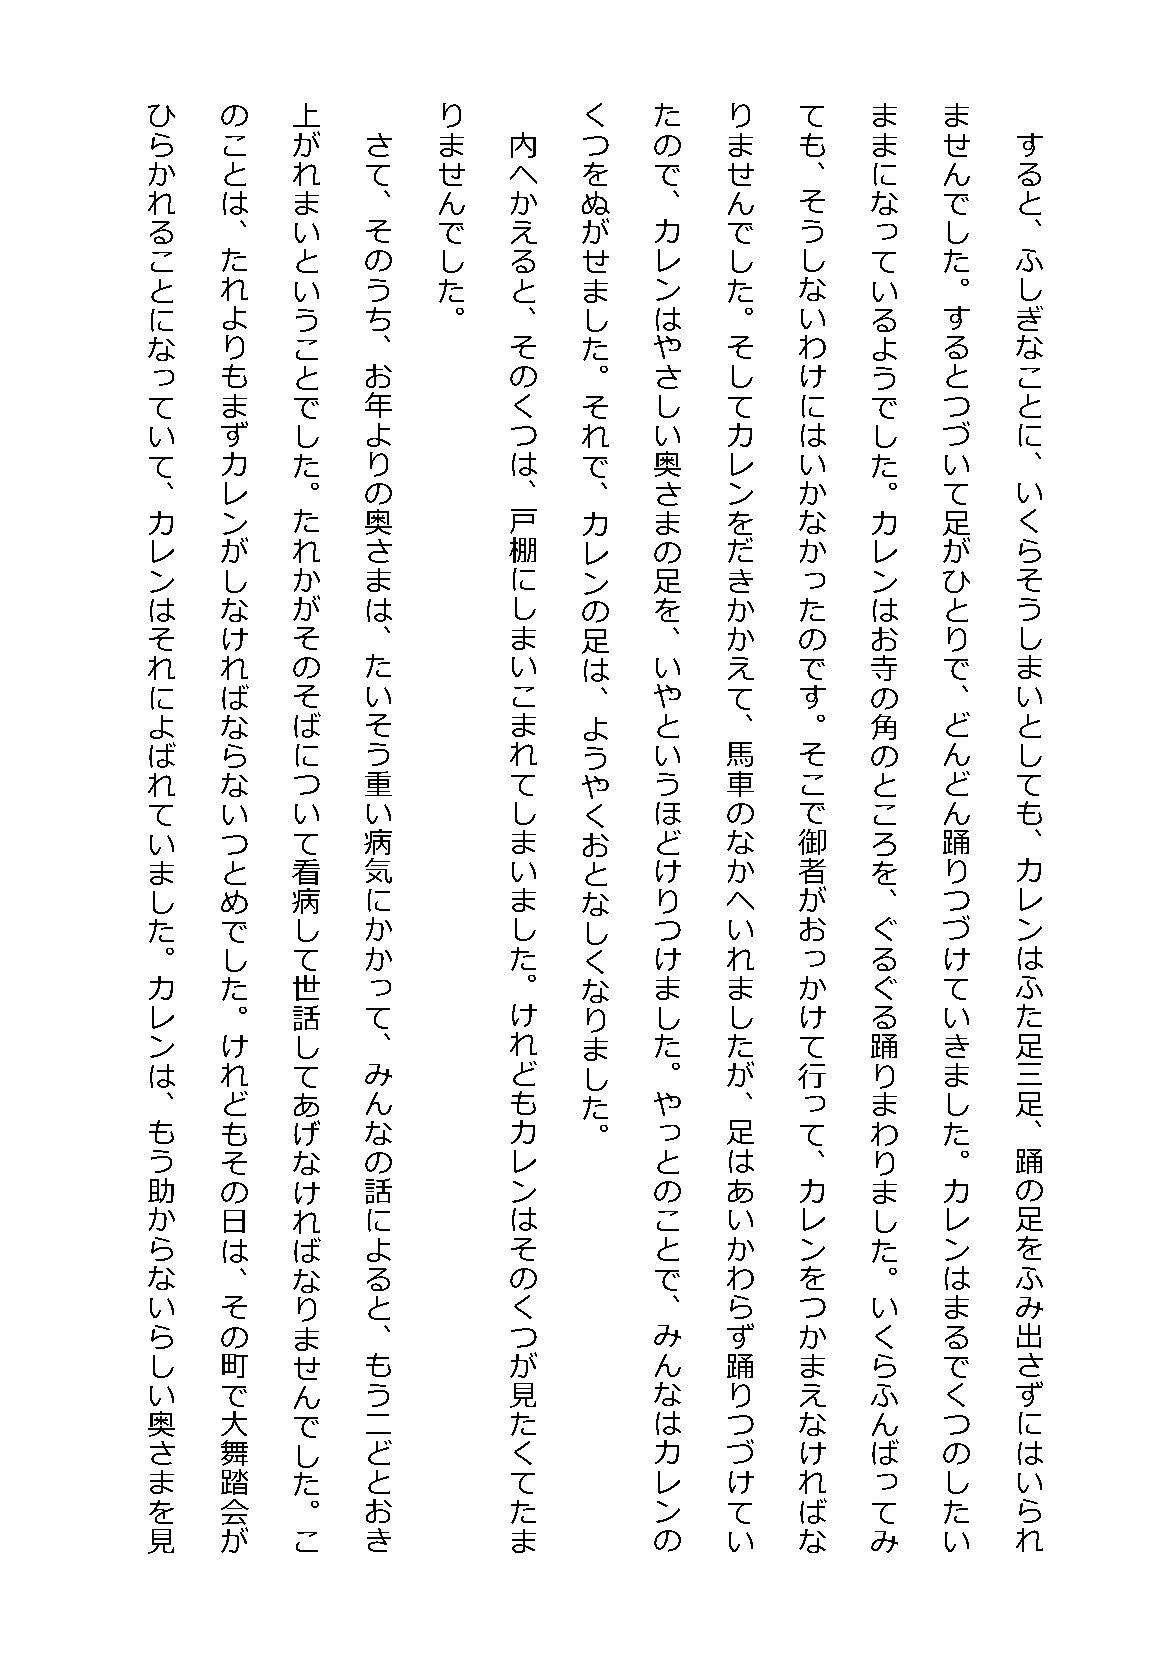 すると、ふしぎなことに、いくらそうしまいとしても、カレンはふた足三足、踊の足をふみ出さずにはいられ
ませんでした。するとつづいて足がひとりで、どんどん踊りつづけていきました。カレンはまるでくつのしたい
ままになっているようでした。カレンはお寺の角のところを、ぐるぐる踊りまわりました。いくらふんばってみ
ても、そうしないわけにはいかなかったのです。そこで御者がおっかけて行って、カレンをつかまえなければな
りませんでした。そしてカレンをだきかかえて、馬車のなかへいれましたが、足はあいかわらず踊りつづけてい
たので、カレンはやさしい奥さまの足を、いやというほどけりつけました。やっとのことで、みんなはカレンの
くつをぬがせました。それで、カレンの足は、ようやくおとなしくなりました。
内へかえると、そのくつは、戸棚にしまいこまれてしまいました。けれどもカレンはそのくつが見たくてたま
りませんでした。
さて、そのうち、お年よりの奥さまは、たいそう重い病気にかかって、みんなの話によると、もう二どとおき
上がれまいということでした。たれかがそのそばについて看病して世話してあげなければなりませんでした。こ
のことは、たれよりもまずカレンがしなければならないつとめでした。けれどもその日は、その町で大舞踏会が
ひらかれることになっていて、カレンはそれによばれていました。カレンは、もう助からないらしい奥さまを見